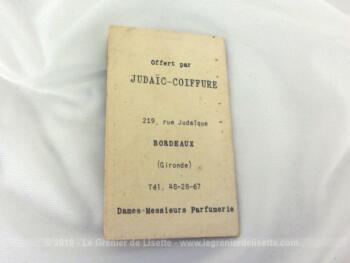 Offert par
JUDAÏC-COIFFURE
219, rue Judaïque
BORDEAUX
(Gironde)
Tél. 48-28-67
Dames-Messieurs Parfumerie
© 2019 - Le Grenier de Lisette - www.legrenierdelisette.com